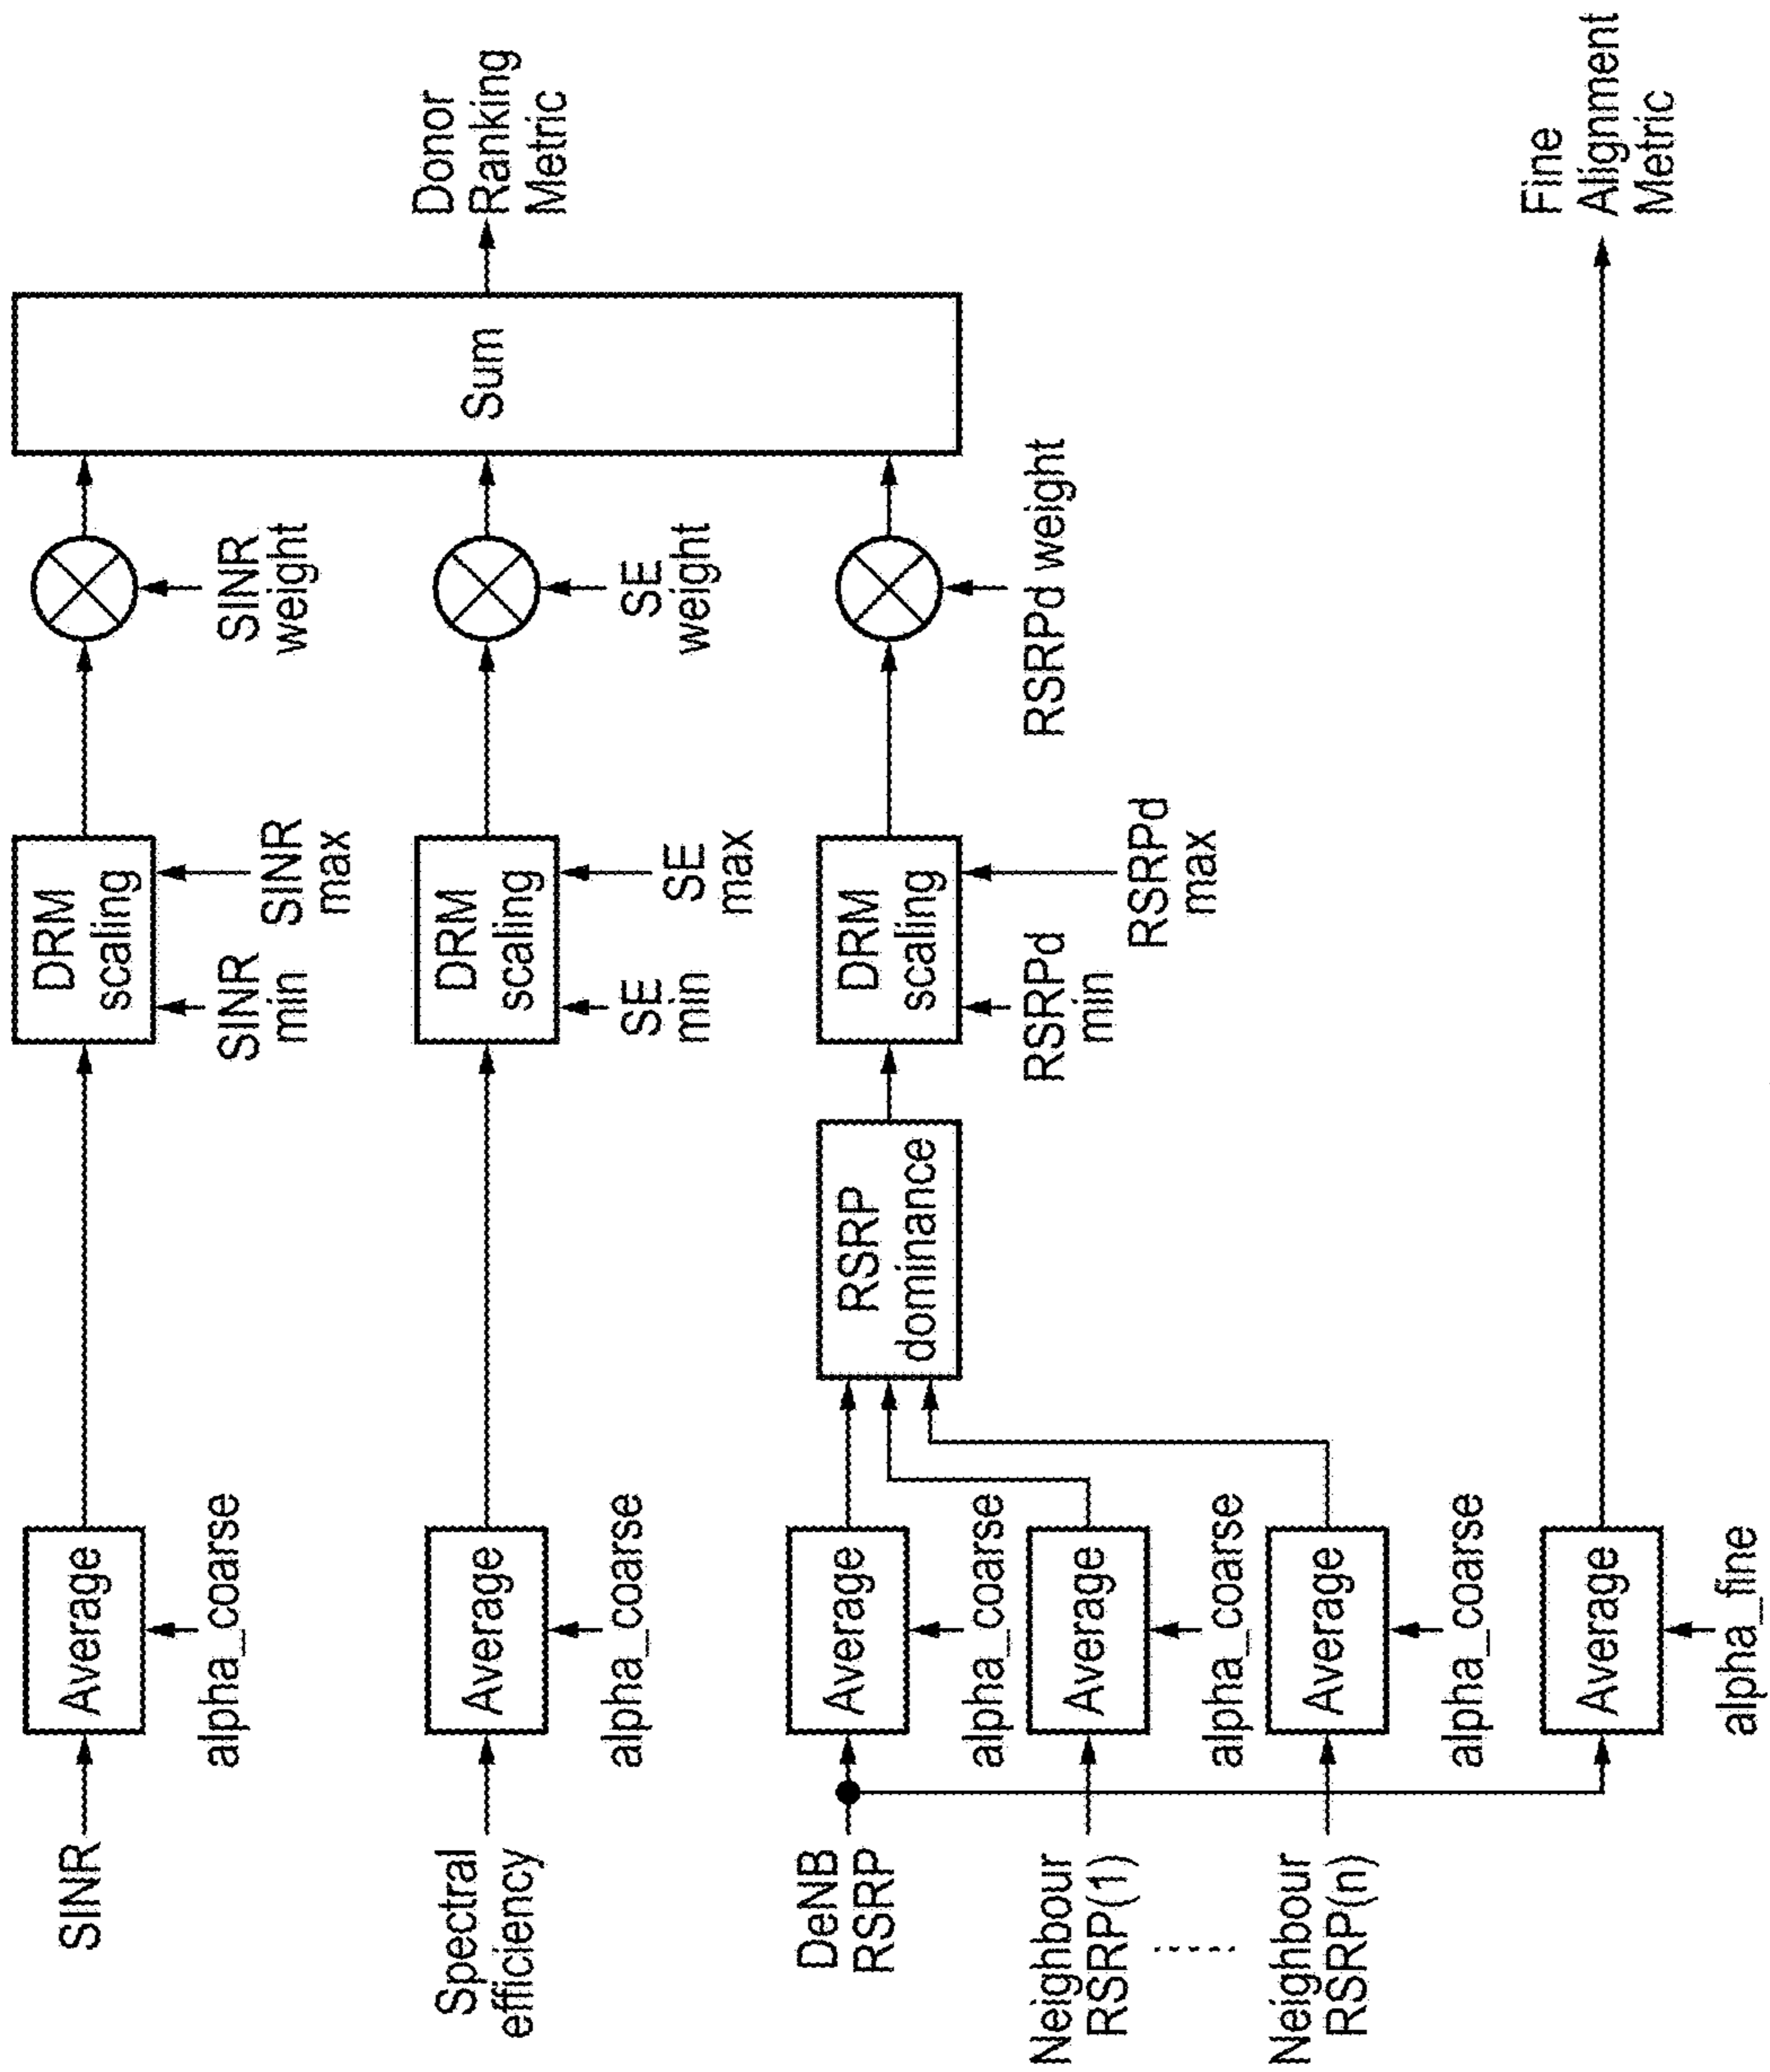 SINR
Average
alpha_coarse
DRM
scaling
SINR
min
SINR
max
SINR
weight
Spectral
efficiency
Average
alpha_coarse
DRM
scaling
SE
min
SE
max
SE
weight
Sum
Donor
Ranking
Metric
DeNB
RSRP
Average
alpha_coarse
Neighbour
RSRP(1)
Average
alpha_coarse
Neighbour
RSRP(n)
Average
alpha_coarse
RSRP
dominance
DRM
scaling
RSRPd
min
RSRPd
max
RSRPd weight
Average
alpha_fine
Fine
Alignment
Metric